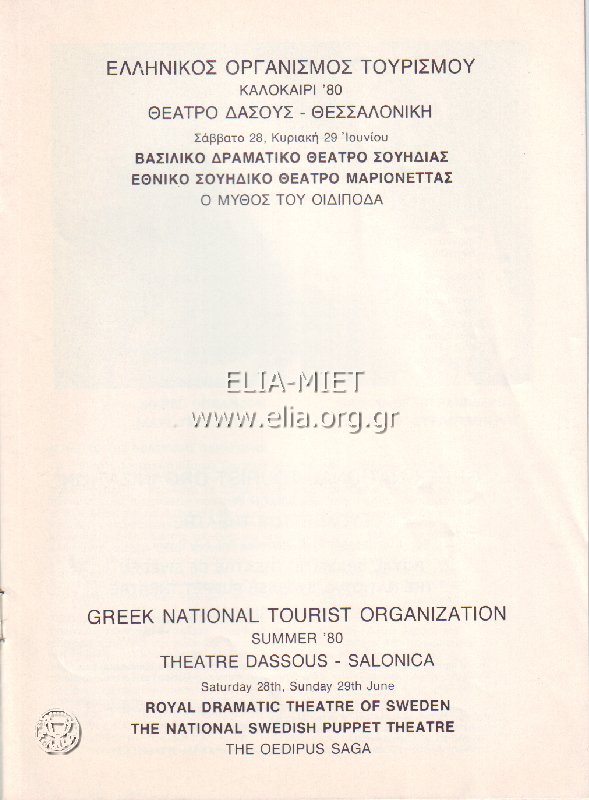 ΕΛΛΗΝΙΚΟΣ ΟΡΓΑΝΙΣΜΟΣ ΤΟΥΡΙΣΜΟΥ
ΚΑΛΟΚΑΙΡΙ '80
ΘΕΑΤΡΟ ΔΑΣΟΥΣ - ΘΕΣΣΑΛΟΝΙΚΗ
Σάββατο 28, Κυριακή 29 Ἰουνίου
ΒΑΣΙΛΙΚΟ ΔΡΑΜΑΤΙΚΟ ΘΕΑΤΡΟ ΣΟΥΗΔΙΑΣ
ΕΘΝΙΚΟ ΣΟΥΗΔΙΚΟ ΘΕΑΤΡΟ ΜΑΡΙΟΝΕΤΤΑΣ
Ο ΜΥΘΟΣ ΤΟΥ ΟΙΔΙΠΟΔΑ
ELIA-MIET
www.elia.org.gr
GREEK NATIONAL TOURIST ORGANIZATION
SUMMER '80
THEATRE DASSOUS - SALONICA
Saturday 28th, Sunday 29th June
ROYAL DRAMATIC THEATRE OF SWEDEN
THE NATIONAL SWEDISH PUPPET THEATRE
THE OEDIPUS SAGA